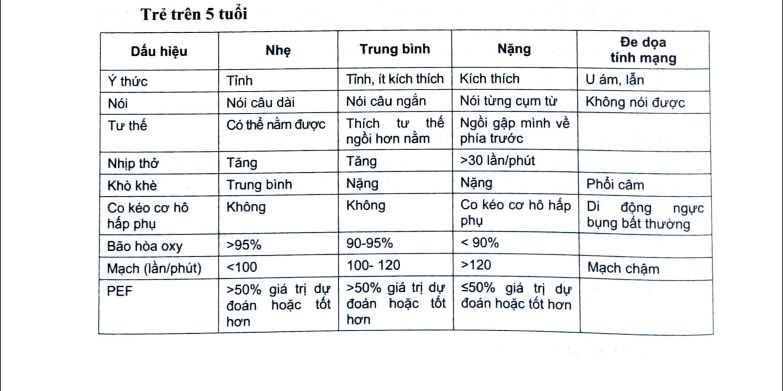 Trẻ trên 5 tuổi
Dấu hiệu Nhẹ Trung bình Nặng Đe dọa tính mạng
Ý thức Tỉnh Tỉnh, ít kích thích Kích thích U ám, lẫn
Nói Nói câu dài Nói câu ngắn Nói từng cụm từ Không nói được
Tư thế Có thể nằm được Thích tư thế ngồi hơn nằm Ngồi gập mình về phía trước
Nhịp thở Tăng Tăng >30 lần/phút
Khò khè Trung bình Nặng Nặng Phổi câm
Co kéo cơ hô hấp phụ Không Không Co kéo cơ hô hấp phụ Di động ngực bụng bất thường
Bão hòa oxy >95% 90-95% < 90%
Mạch (lần/phút) <100 100- 120 >120 Mạch chậm
PEF >50% giá trị dự đoán hoặc tốt hơn >50% giá trị dự đoán hoặc tốt hơn ≤50% giá trị dự đoán hoặc tốt hơn